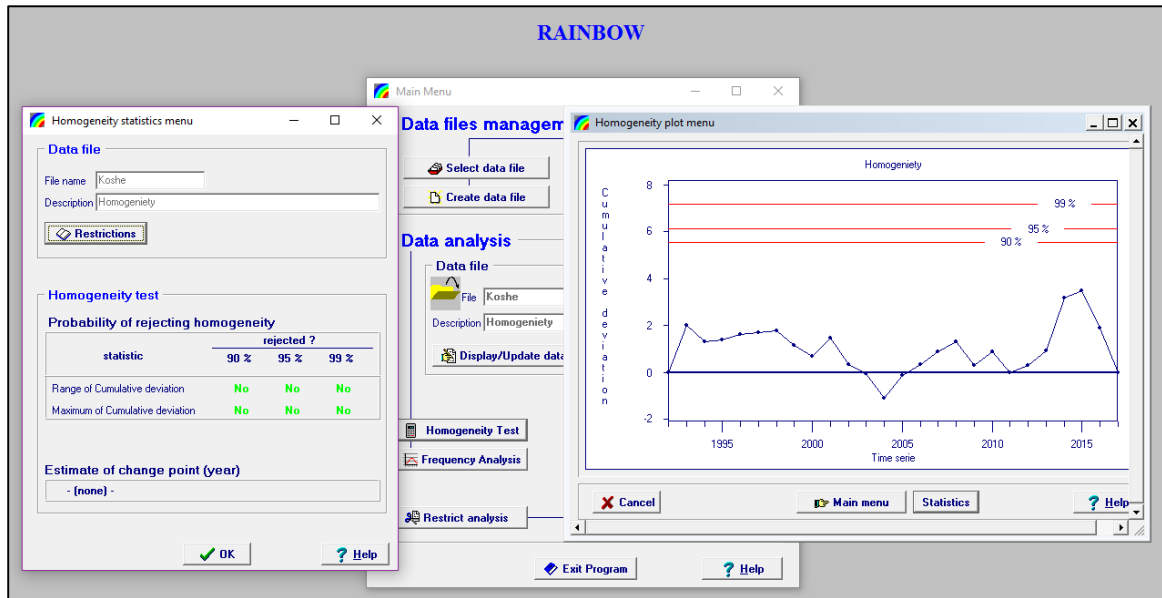 RAINBOW
Main Menu
Data files managem
Select data file
Create data file
Data analysis
Data file
File Koshe
Description Homogeniety
Display/Update data
Homogeneity Test
Frequency Analysis
Restrict analysis
Exit Program
Help
Homogeneity statistics menu
Data file
File name Koshe
Description Homogeniety
Restrictions
Homogeneity test
Probability of rejecting homogeneity
rejected ?
statistic 90 % 95 % 99 %
Range of Cumulative deviation No No No
Maximum of Cumulative deviation No No No
Estimate of change point (year)
- (none) -
OK
Help
Homogeneity plot menu
Homogeniety
Cumulative deviation
8
6
4
2
0
-2
99 %
95 %
90 %
1995 2000 2005 2010 2015
Time serie
Cancel
Main menu
Statistics
Help